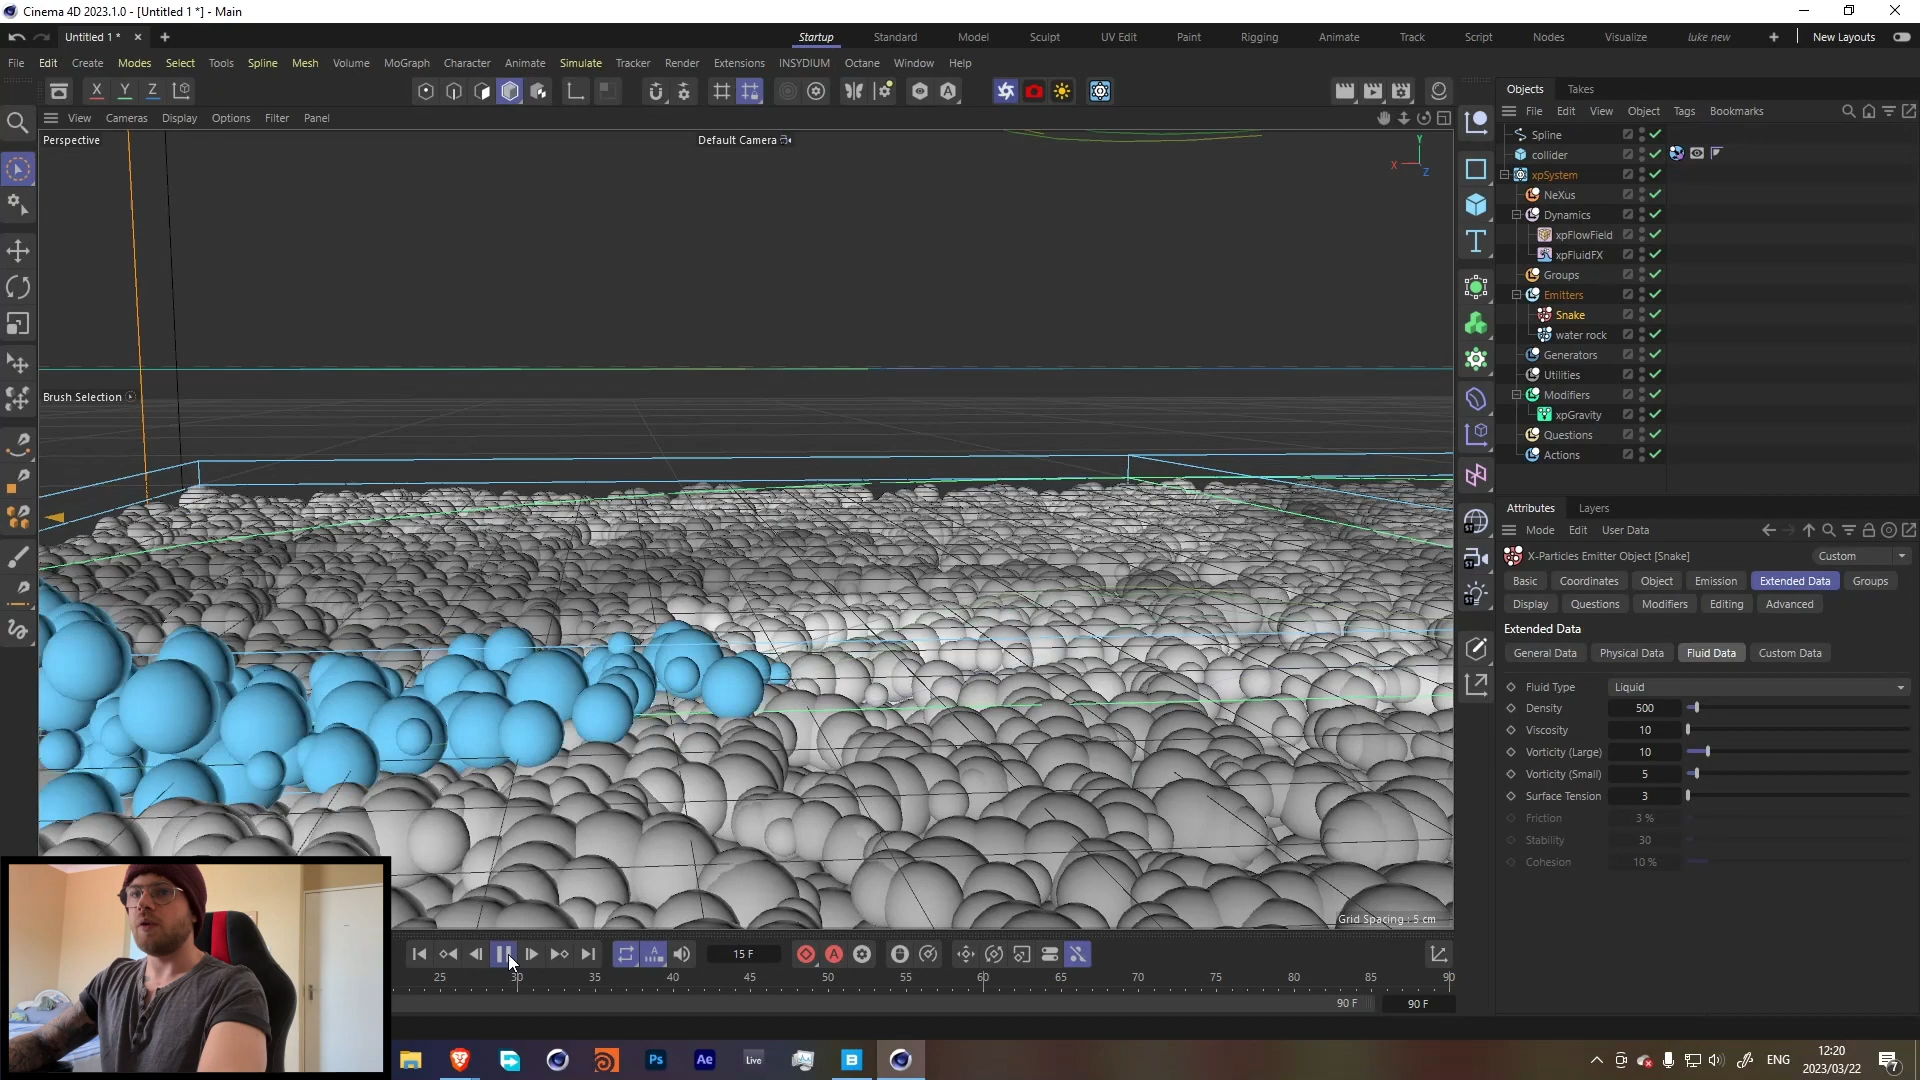 Cinema 4D 2023.1.0 - [Untitled 1 *] - Main
Untitled 1 *
Startup Standard Model Sculpt UV Edit Paint Rigging Animate Track Script Nodes Visualize luke new New Layouts
File Edit Create Modes Select Tools Spline Mesh Volume MoGraph Character Animate Simulate Tracker Render Extensions INSYDIUM Octane Window Help
X Y Z
View Cameras Display Options Filter Panel
Perspective
Default Camera
Y
X
Z
Brush Selection
Grid Spacing : 5 cm
Objects Takes
File Edit View Object Tags Bookmarks
Spline
collider
xpSystem
NeXus
Dynamics
xpFlowField
xpFluidFX
Groups
Emitters
Snake
water rock
Generators
Utilities
Modifiers
xpGravity
Questions
Actions
Attributes Layers
Mode Edit User Data
X-Particles Emitter Object [Snake]
Custom
Basic Coordinates Object Emission Extended Data Groups
Display Questions Modifiers Editing Advanced
Extended Data
General Data Physical Data Fluid Data Custom Data
Fluid Type Liquid
Density 500
Viscosity 10
Vorticity (Large) 10
Vorticity (Small) 5
Surface Tension 3
Friction 3 %
Stability 30
Cohesion 10 %
15 F
25 30 35 40 45 50 55 60 65 70 75 80 85 90
90 F 90 F
Ps Ae Live B
ENG
12:20
2023/03/22
7